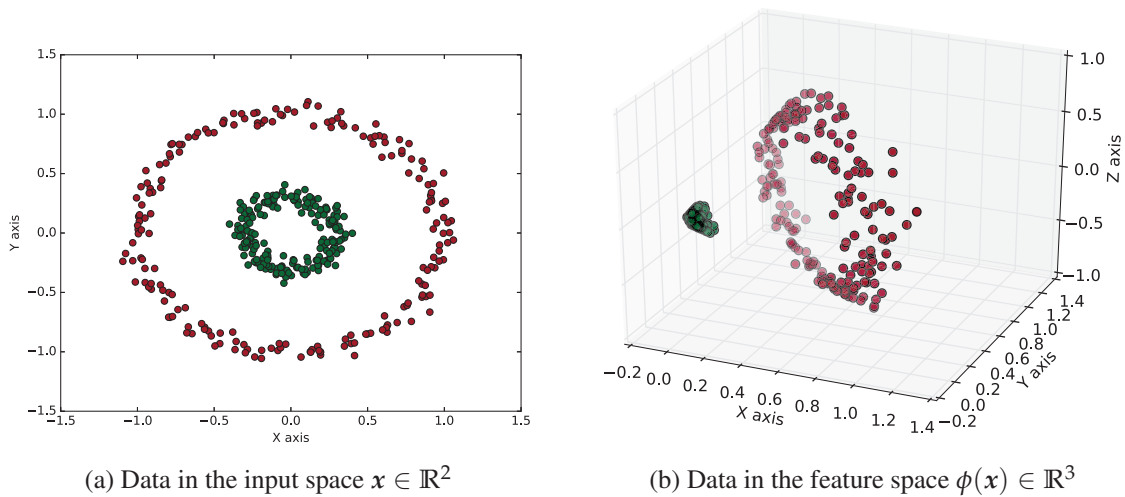 1.5
1.0
0.5
0.0
−0.5
−1.0
−1.5
Y axis
−1.5 −1.0 −0.5 0.0 0.5 1.0 1.5
X axis
(a) Data in the input space x ∈ ℝ²
1.0
0.5
0.0
−0.5
−1.0
Z axis
1.4
1.2
1.0
0.8
0.6
0.4
0.2
0.0
−0.2
Y axis
−0.2 0.0 0.2 0.4 0.6 0.8 1.0 1.2 1.4
X axis
(b) Data in the feature space ϕ(x) ∈ ℝ³